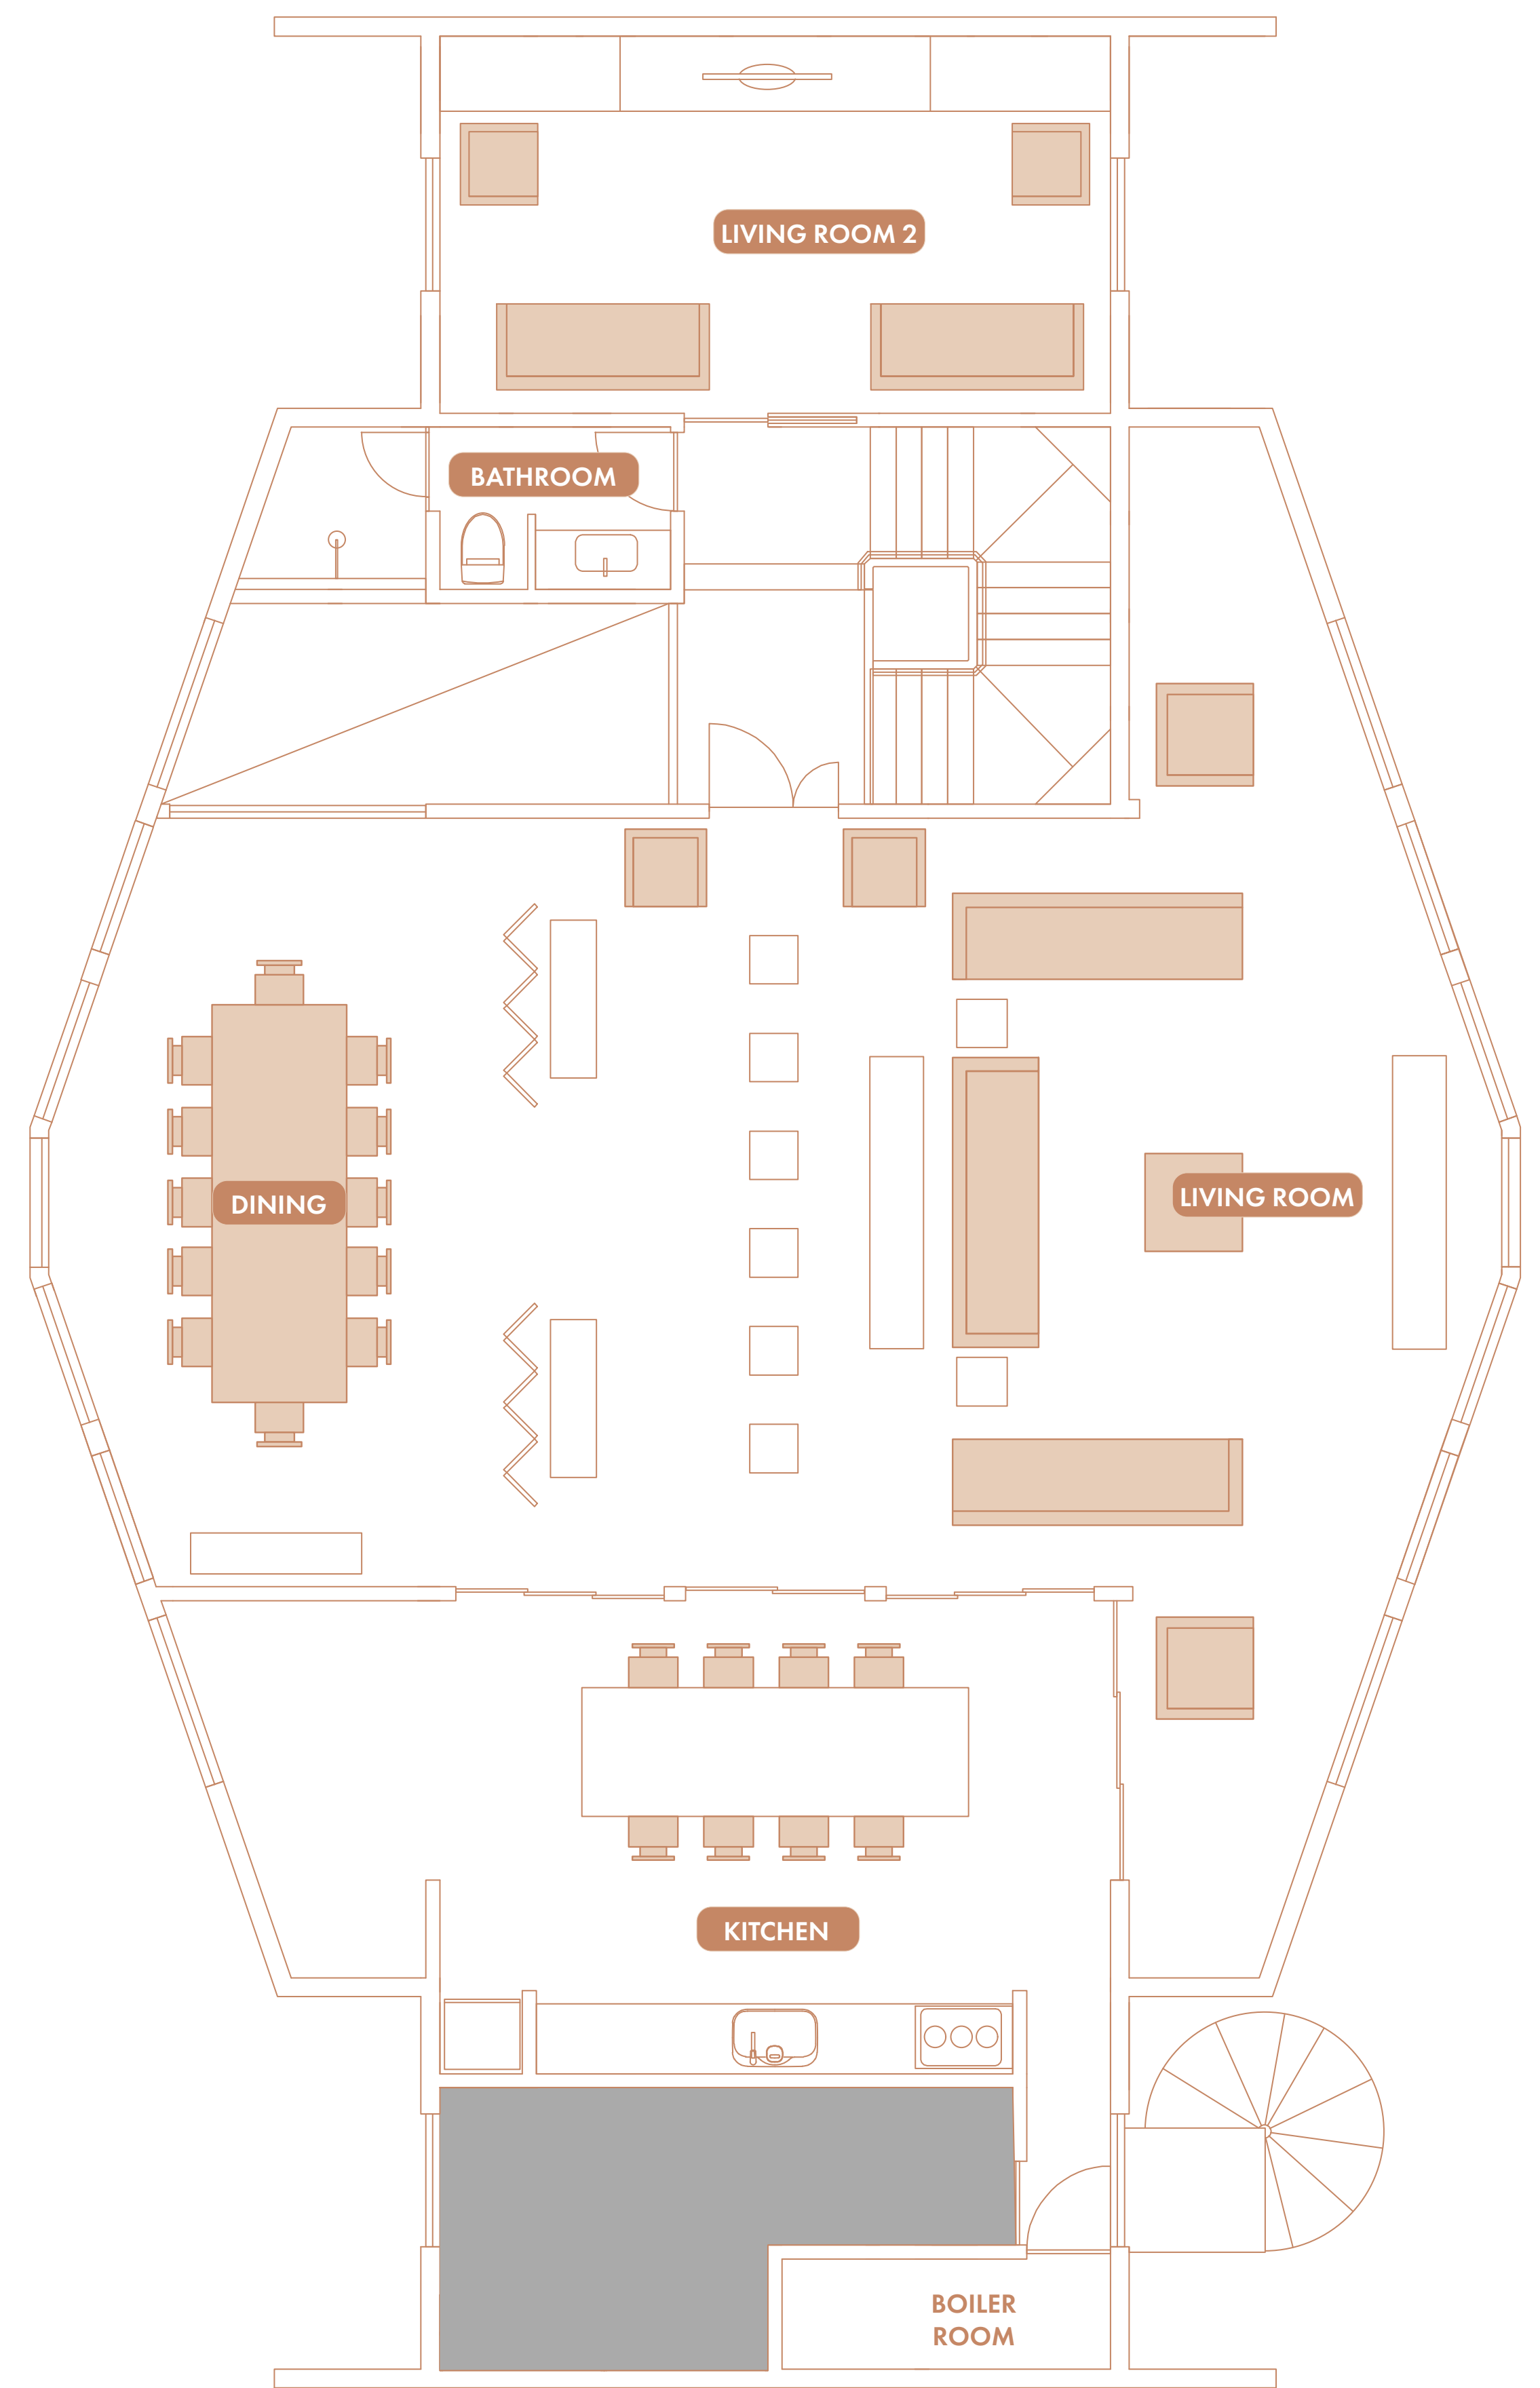 LIVING ROOM 2
BATHROOM
DINING
LIVING ROOM
KITCHEN
BOILER
ROOM